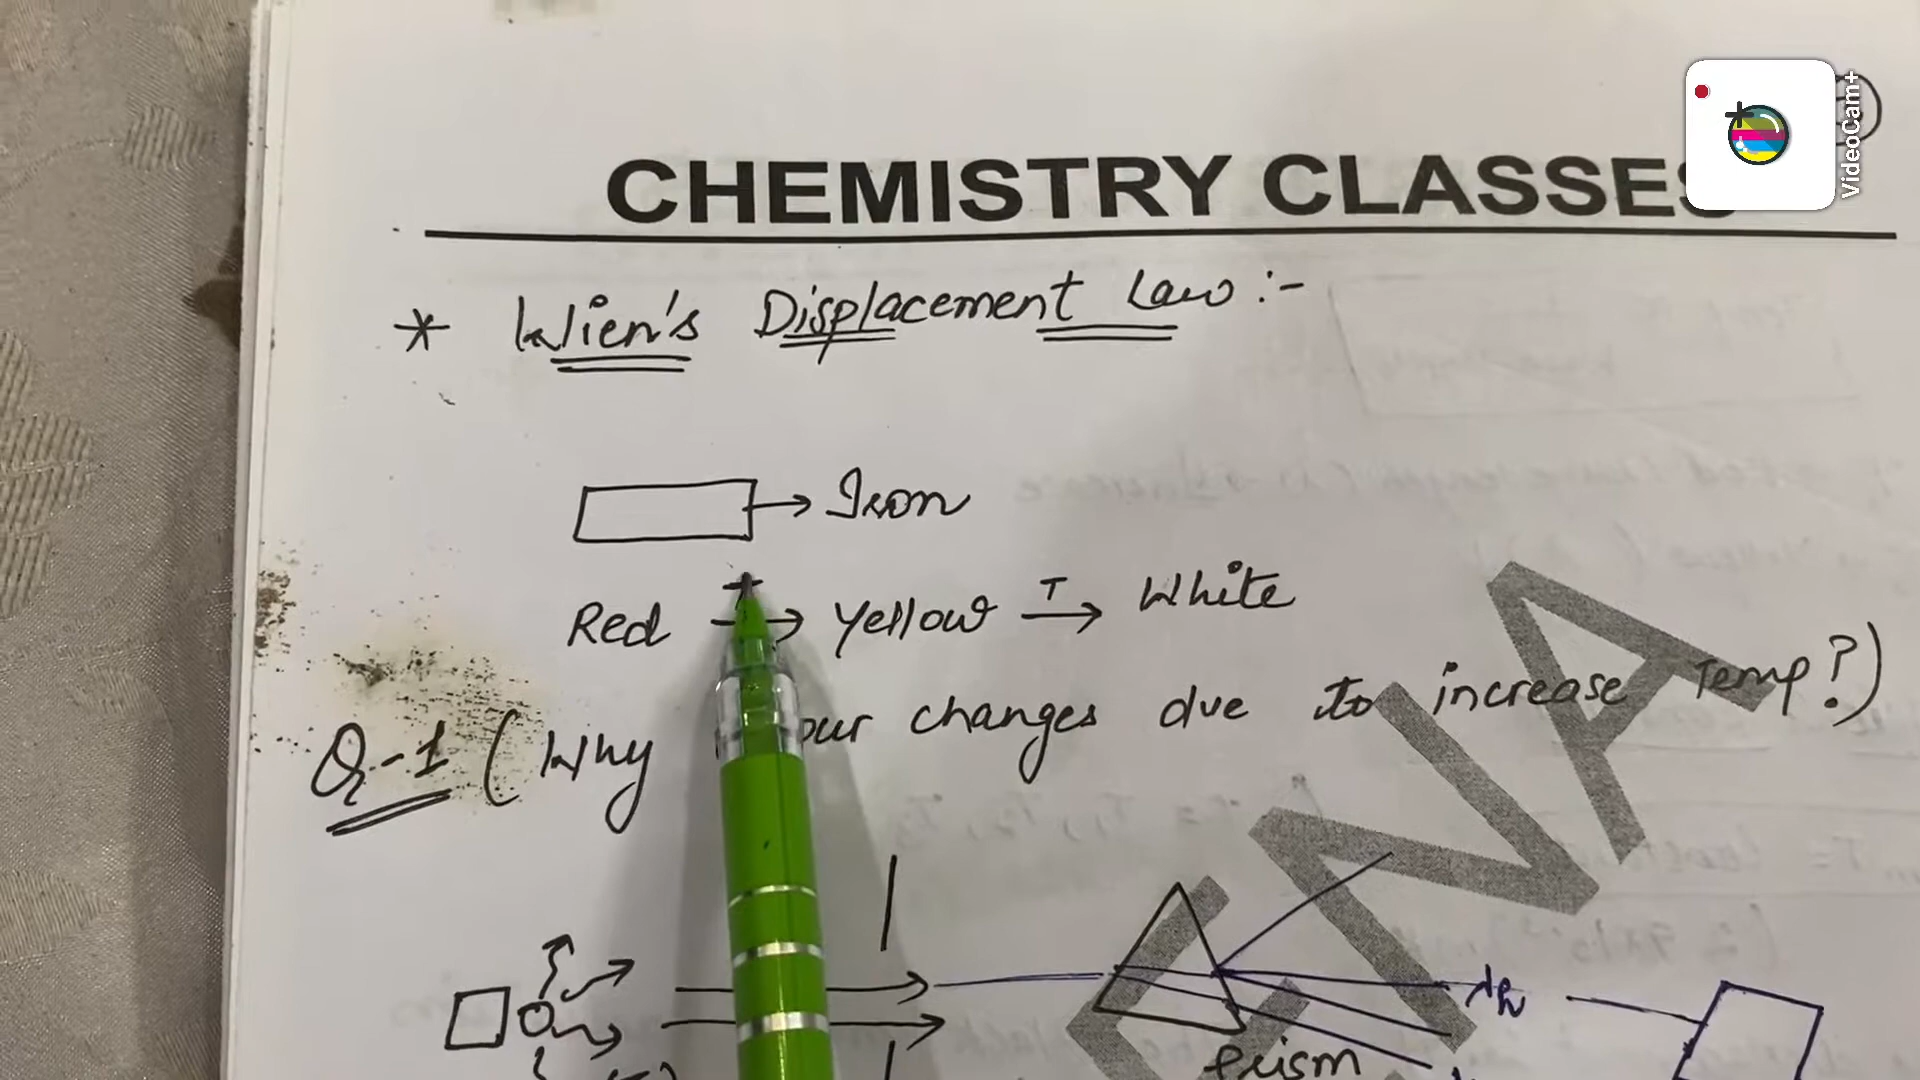 VideoCam+
CHEMISTRY CLASSES
* Wien's Displacement Law :-
→ Iron
Red → Yellow T→ White
Q-1 (Why our changes due to increase Temp?)
prism
ENA